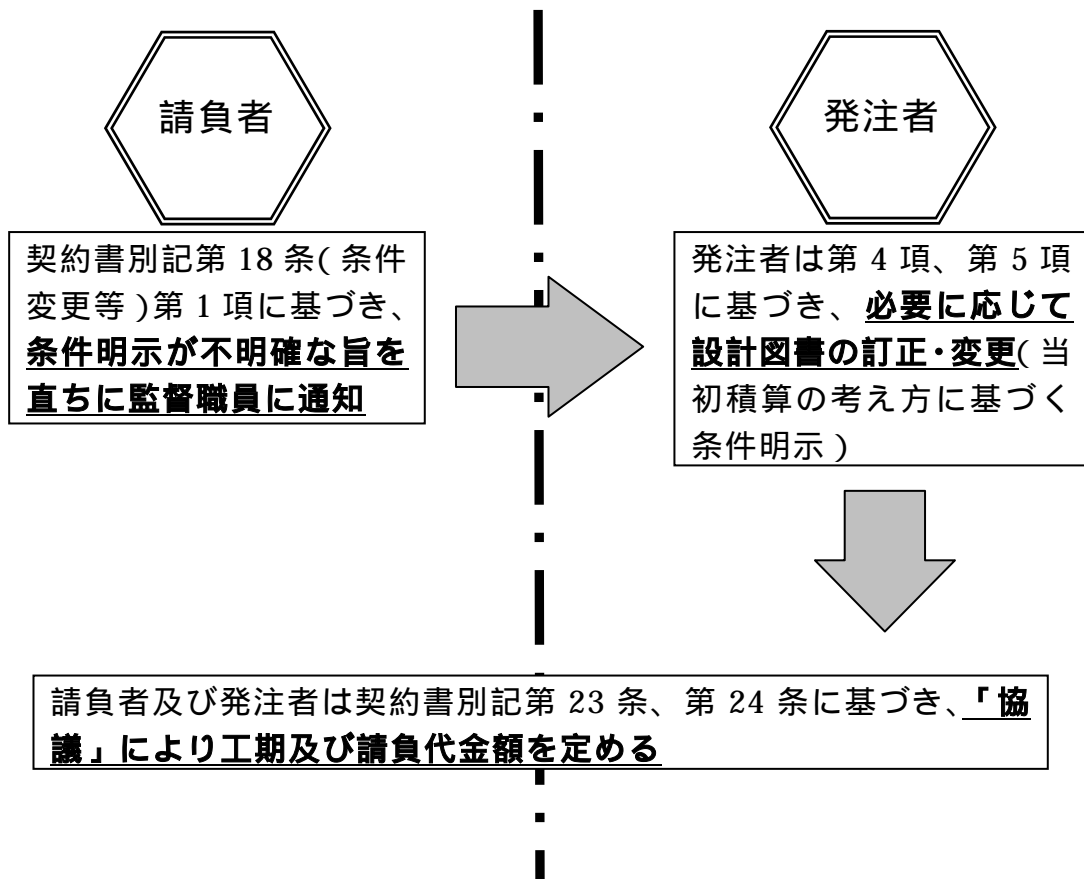 請負者
発注者
契約書別記第 18 条(条件
変更等)第 1 項に基づき、
条件明示が不明確な旨を
直ちに監督職員に通知
発注者は第 4 項、第 5 項
に基づき、必要に応じて
設計図書の訂正・変更(当
初積算の考え方に基づく
条件明示)
請負者及び発注者は契約書別記第 23 条、第 24 条に基づき、「協
議」により工期及び請負代金額を定める